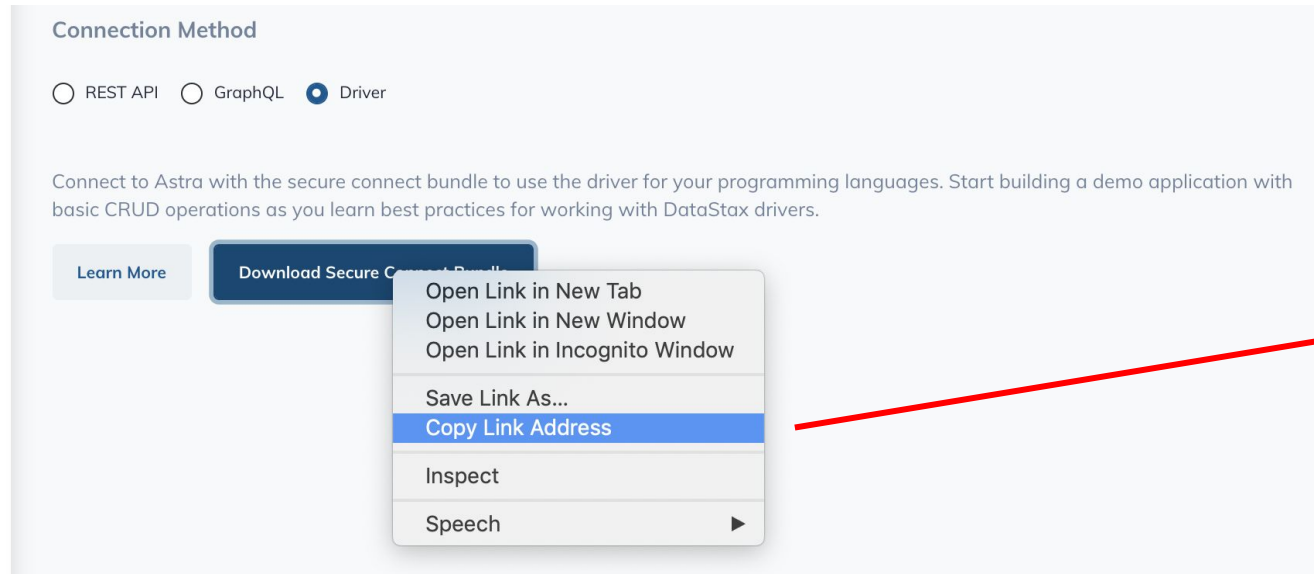 Connection Method
REST API GraphQL Driver
Connect to Astra with the secure connect bundle to use the driver for your programming languages. Start building a demo application with
basic CRUD operations as you learn best practices for working with DataStax drivers.
Learn More Download Secure Connect Bundle
Open Link in New Tab
Open Link in New Window
Open Link in Incognito Window
Save Link As...
Copy Link Address
Inspect
Speech